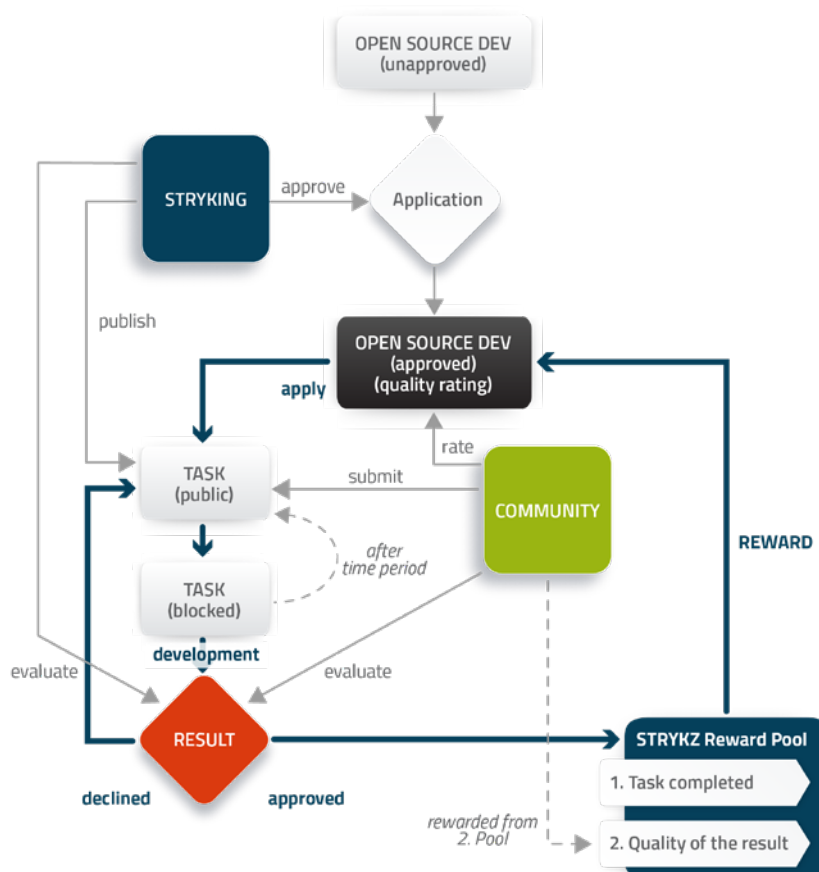 OPEN SOURCE DEV
(unapproved)
STRYKING
approve
Application
publish
OPEN SOURCE DEV
(approved)
(quality rating)
apply
rate
TASK
(public)
submit
COMMUNITY
after
time period
REWARD
TASK
(blocked)
development
evaluate
evaluate
RESULT
STRYKZ Reward Pool
1. Task completed
declined
approved
rewarded from
2. Pool
2. Quality of the result